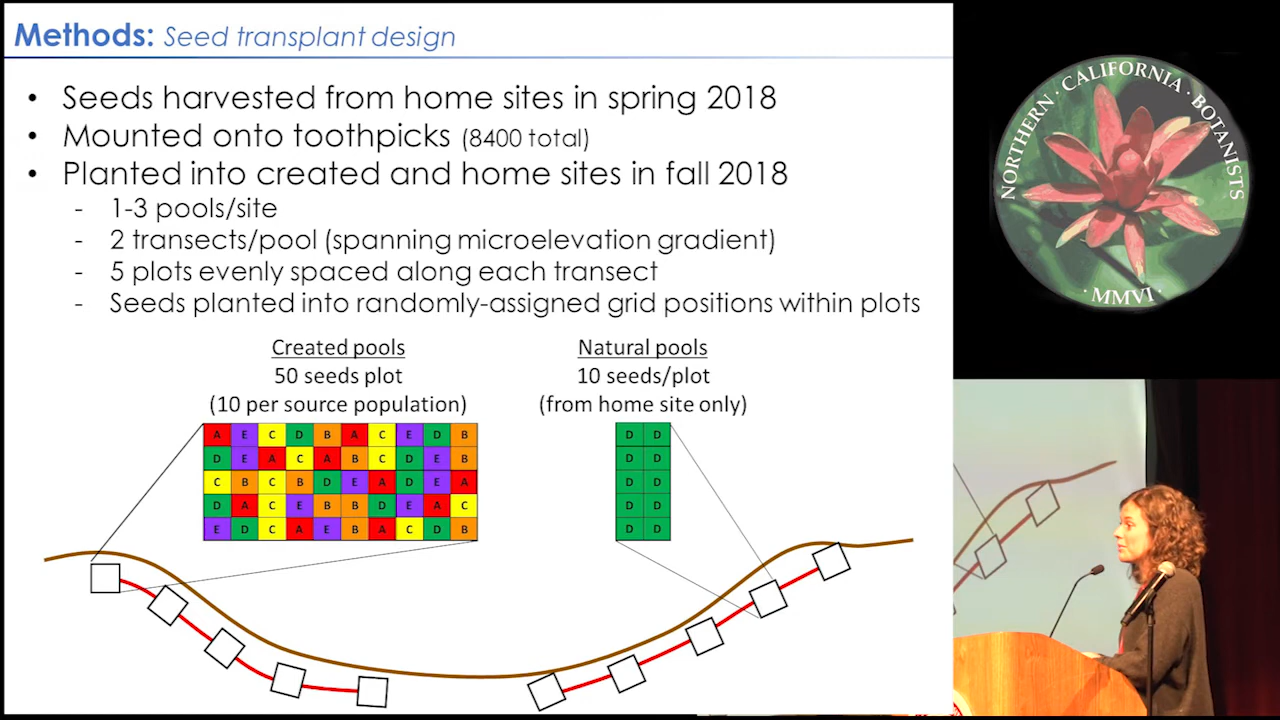 Methods: Seed transplant design
• Seeds harvested from home sites in spring 2018
• Mounted onto toothpicks (8400 total)
• Planted into created and home sites in fall 2018
- 1-3 pools/site
- 2 transects/pool (spanning microelevation gradient)
- 5 plots evenly spaced along each transect
- Seeds planted into randomly-assigned grid positions within plots
Created pools
50 seeds plot
(10 per source population)
A E C D B A C E D B
D E A C A B C D E B
C B C B D E A D E A
D A C E B B D E A C
E D C A E B A C D B
Natural pools
10 seeds/plot
(from home site only)
D D
D D
D D
D D
D D
NORTHERN · CALIFORNIA · BOTANISTS
· MMVI ·